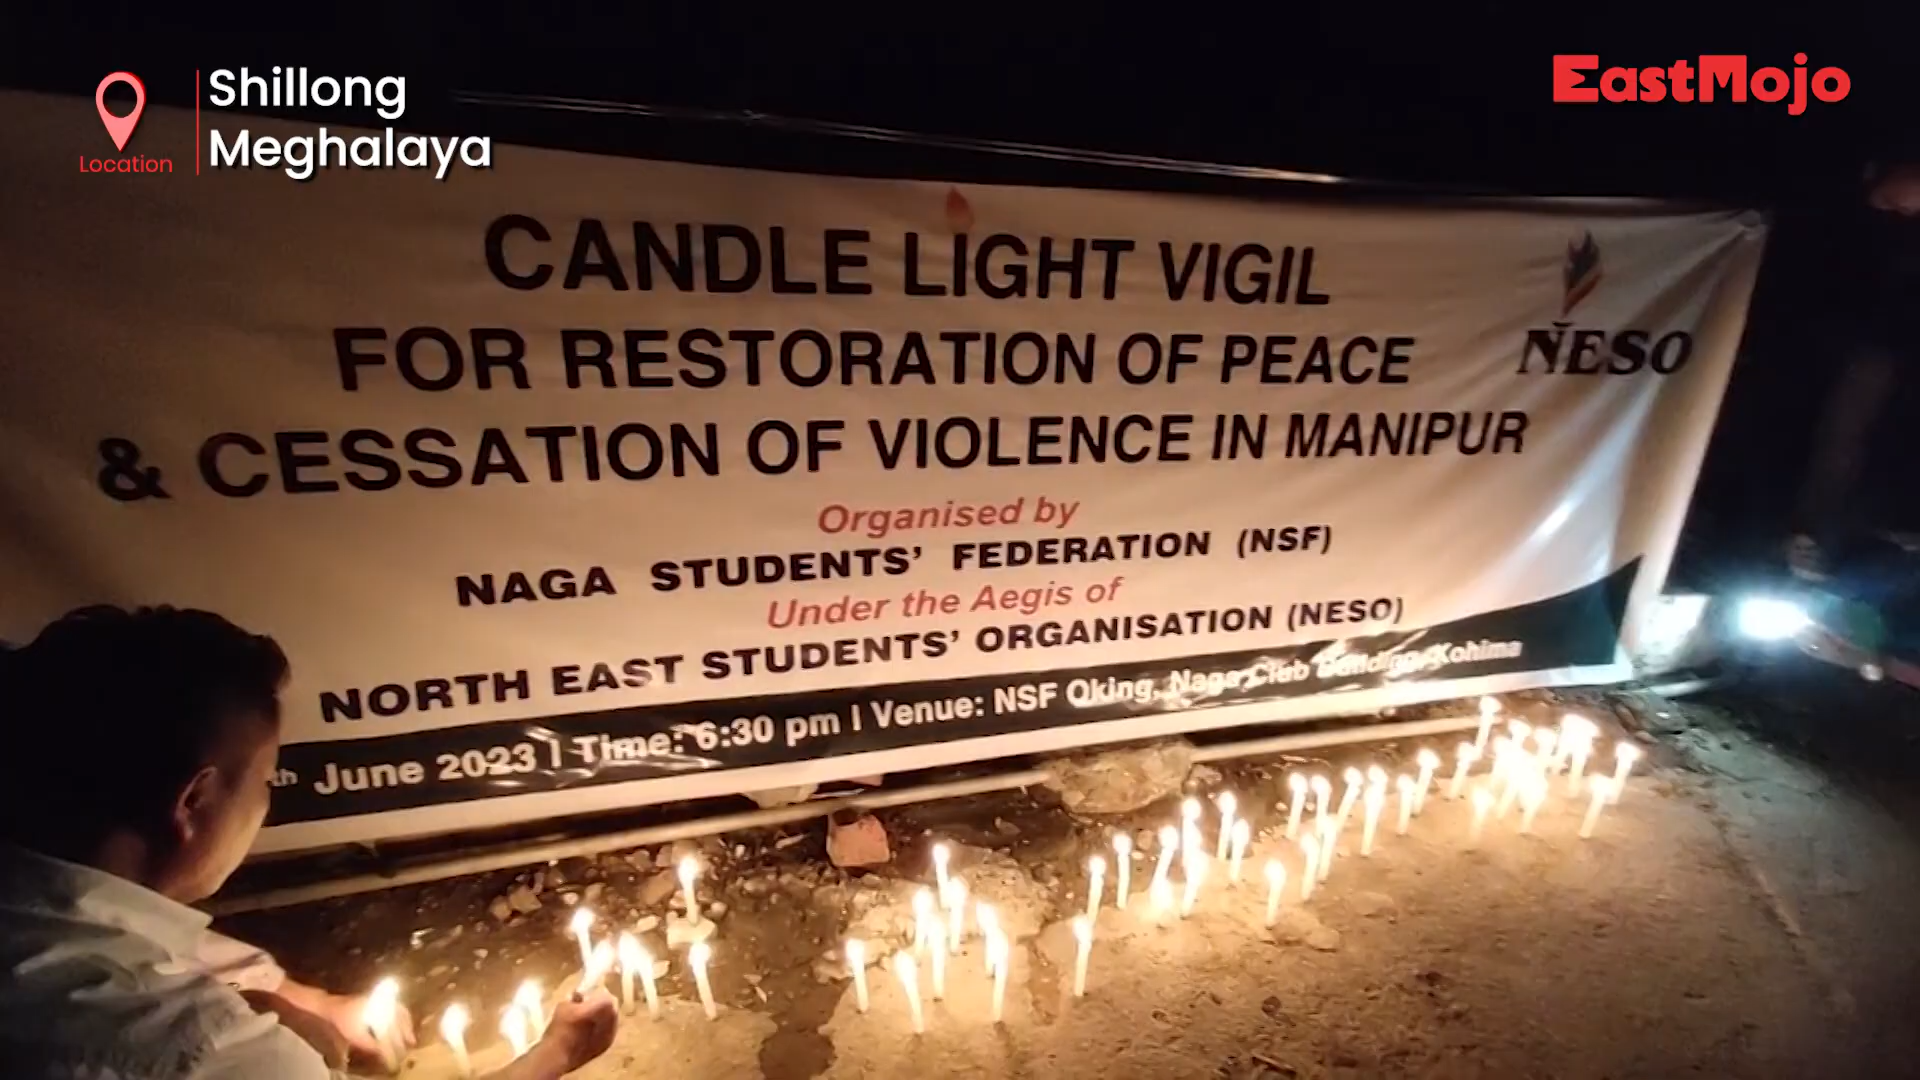 Location
Shillong
Meghalaya
EastMojo
CANDLE LIGHT VIGIL
FOR RESTORATION OF PEACE
& CESSATION OF VIOLENCE IN MANIPUR
NESO
Organised by
NAGA STUDENTS' FEDERATION (NSF)
Under the Aegis of
NORTH EAST STUDENTS' ORGANISATION (NESO)
th June 2023 | Time: 6:30 pm | Venue: NSF Oking, Naga Club Building, Kohima